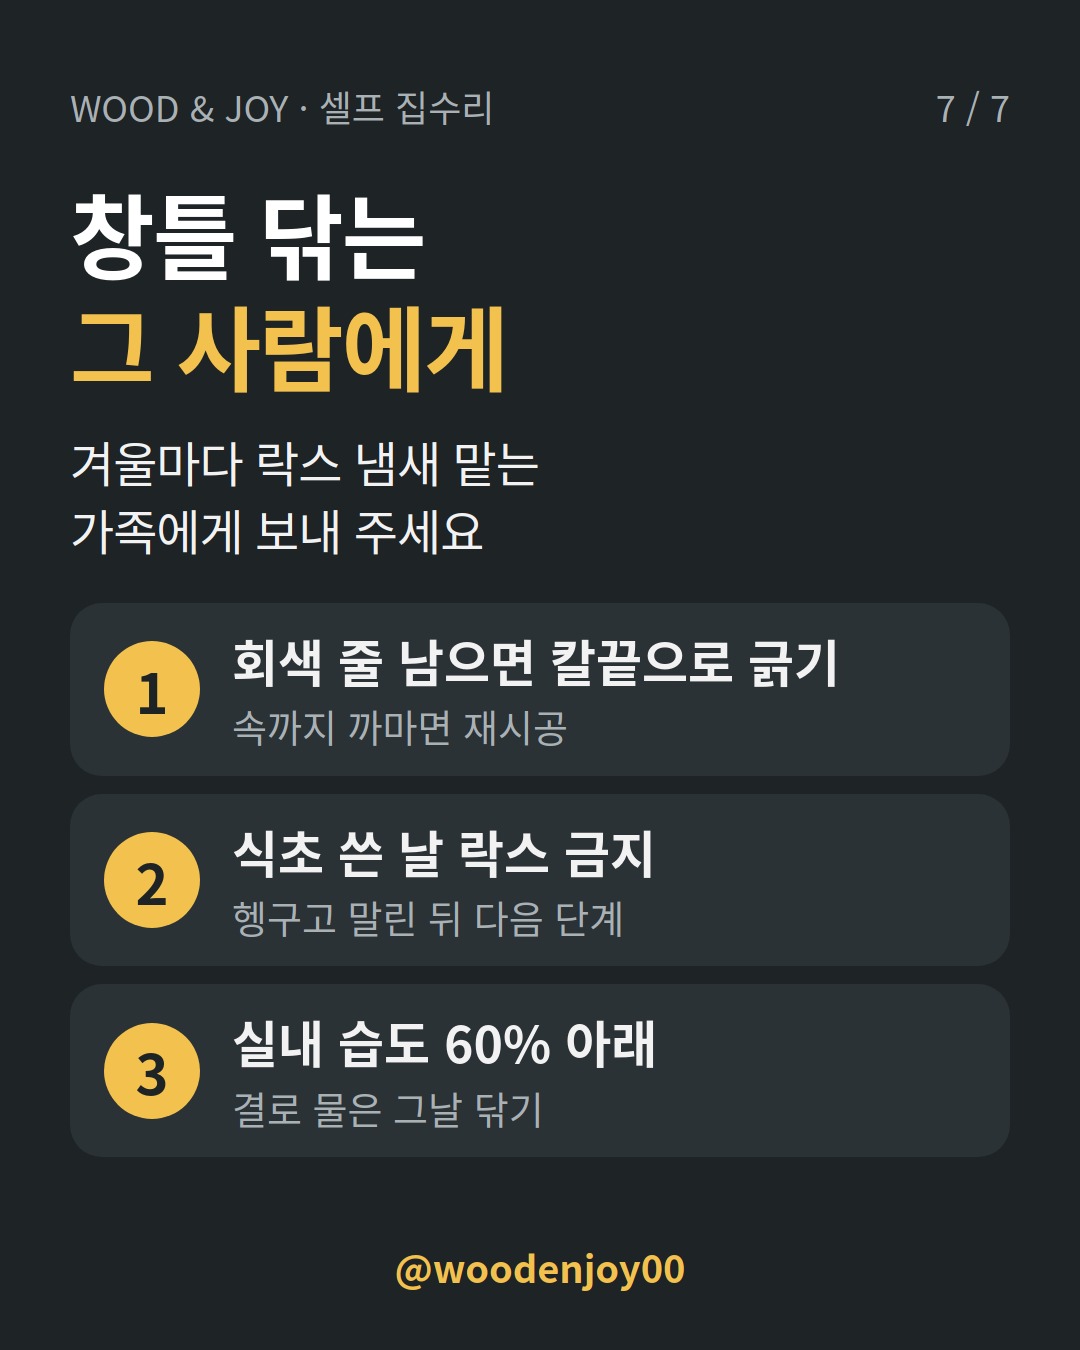 WOOD & JOY · 셀프 집수리
7 / 7
창틀 닦는
그 사람에게
겨울마다 락스 냄새 맡는
가족에게 보내 주세요
1
회색 줄 남으면 칼끝으로 긁기
속까지 까마면 재시공
2
식초 쓴 날 락스 금지
헹구고 말린 뒤 다음 단계
3
실내 습도 60% 아래
결로 물은 그날 닦기
@woodenjoy00